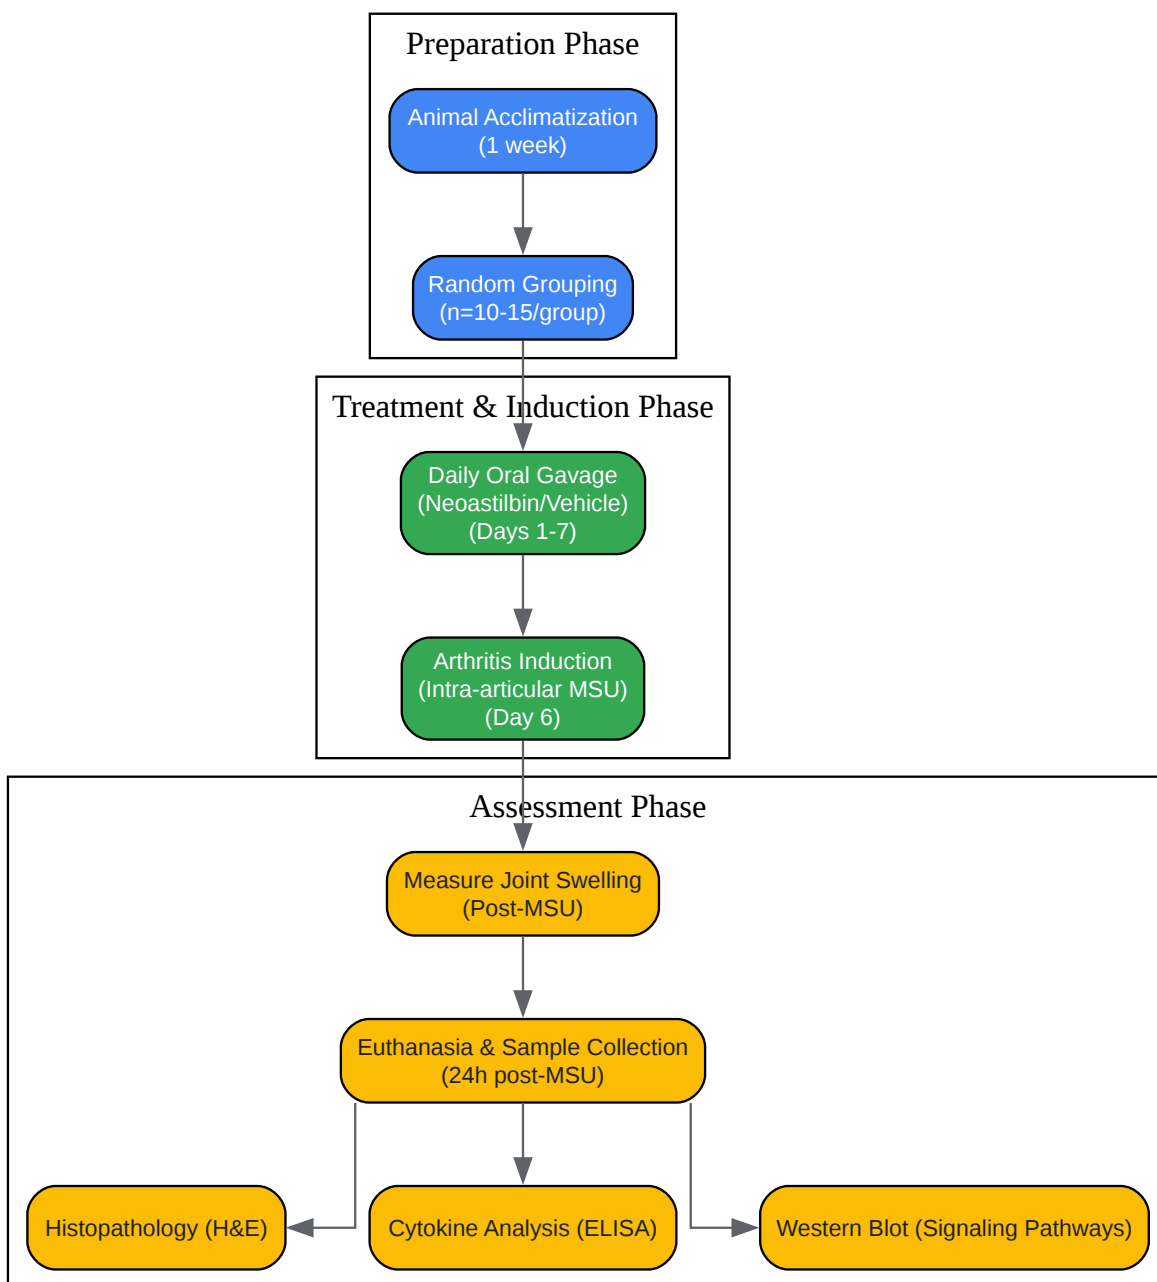 Preparation Phase
Animal Acclimatization
(1 week)
Random Grouping
(n=10-15/group)
Treatment & Induction Phase
Daily Oral Gavage
(Neoastilbin/Vehicle)
(Days 1-7)
Arthritis Induction
(Intra-articular MSU)
(Day 6)
Assessment Phase
Measure Joint Swelling
(Post-MSU)
Euthanasia & Sample Collection
(24h post-MSU)
Histopathology (H&E)
Cytokine Analysis (ELISA)
Western Blot (Signaling Pathways)